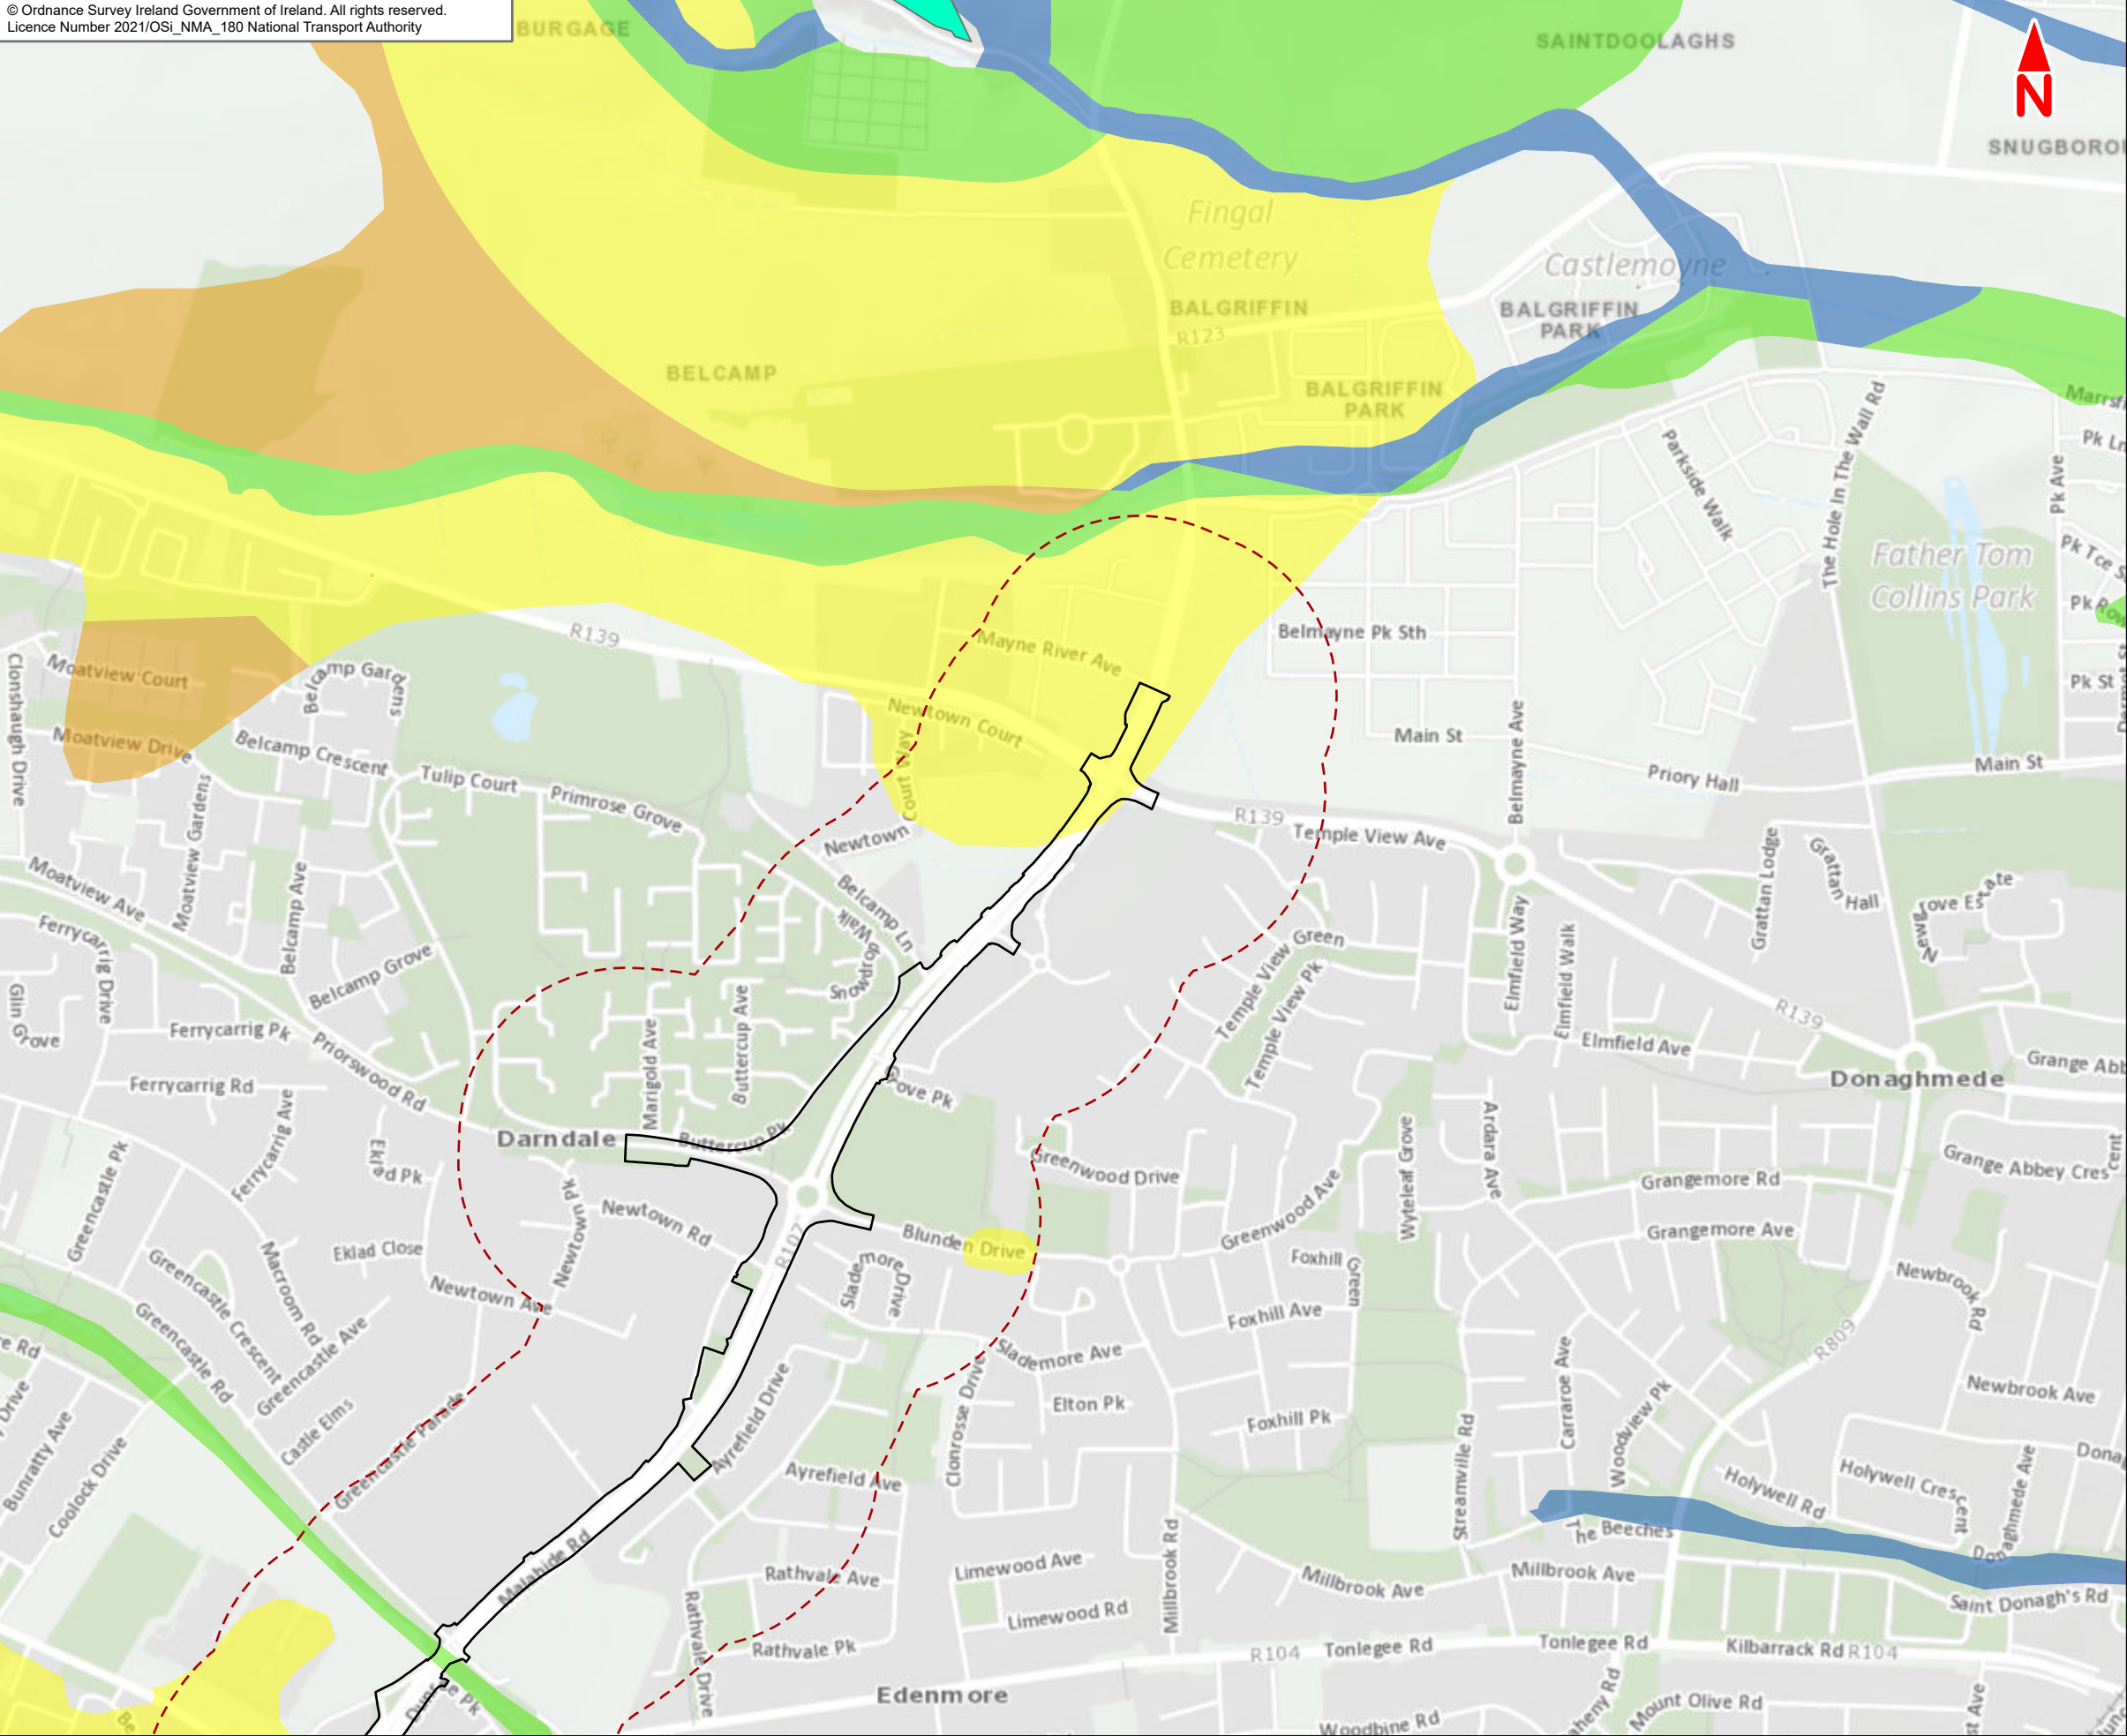 © Ordnance Survey Ireland Government of Ireland. All rights reserved.
Licence Number 2021/OSi_NMA_180 National Transport Authority
BURGAGE
SAINTDOOLAGHS
N
Fingal
Cemetery
Castlemoyne
BALGRIFFIN
R123
BALGRIFFIN
PARK
BELCAMP
BALGRIFFIN
PARK
The Hole In The Wall Rd
Parkside Walk
Pk Ave
Father Tom
Collins Park
R139
Mayne River Ave
Belmayne Pk Sth
Pk St
Clonshaugh Drive
Moatview Court
Belcamp Gardens
Moatview Drive
Belcamp Crescent
Newtown Court
Newtown Court Way
Main St
Belmayne Ave
Priory Hall
Main St
Tulip Court
Primrose Grove
R139
Temple View Ave
Moatview Gardens
Moatview Ave
Belcamp Ave
Belcamp Ln
Snowdrop Walk
Grattan Lodge
Grattan Hall
Ferrycarrig Drive
Belcamp Grove
Temple View Green
Temple View Pk
Elmfield Way
Elmfield Walk
R139
Glin Grove
Ferrycarrig Pk
Priorswood Rd
Marigold Ave
Buttercup Ave
Elmfield Ave
Ferrycarrig Rd
Ferrycarrig Ave
Donaghmede
Darndale
Buttercup Pk
Greencastle Pk
Newtown Pk
Newtown Rd
Greenwood Drive
Greenwood Ave
Wyteleaf Grove
Ardara Ave
Grangemore Rd
Grange Abbey Crescent
Eklad Close
Newtown Ave
R107
Blunden Drive
Slademore Drive
Grangemore Ave
Foxhill Green
Newbrook Rd
Greencastle Crescent
Macroom Rd
Greencastle Ave
Greencastle Rd
Foxhill Ave
R809
Slademore Ave
Clonrosse Drive
Elton Pk
Foxhill Pk
Carraroe Ave
Woodview Pk
Newbrook Ave
Castle Elms
Greencastle Parade
Ayrefield Drive
Ayrefield Ave
Streamville Rd
Holywell Rd
Holywell Crescent
Donaghmede Ave
Bunratty Ave
Coolock Drive
Malahide Rd
The Beeches
Rathvale Ave
Limewood Ave
Millbrook Rd
Millbrook Ave
Millbrook Ave
Saint Donagh's Rd
Rathvale Drive
Limewood Rd
Rathvale Pk
R104
Tonlegee Rd
Tonlegee Rd
Kilbarrack Rd
R104
Edenmore
Mount Olive Rd
Woodbine Rd